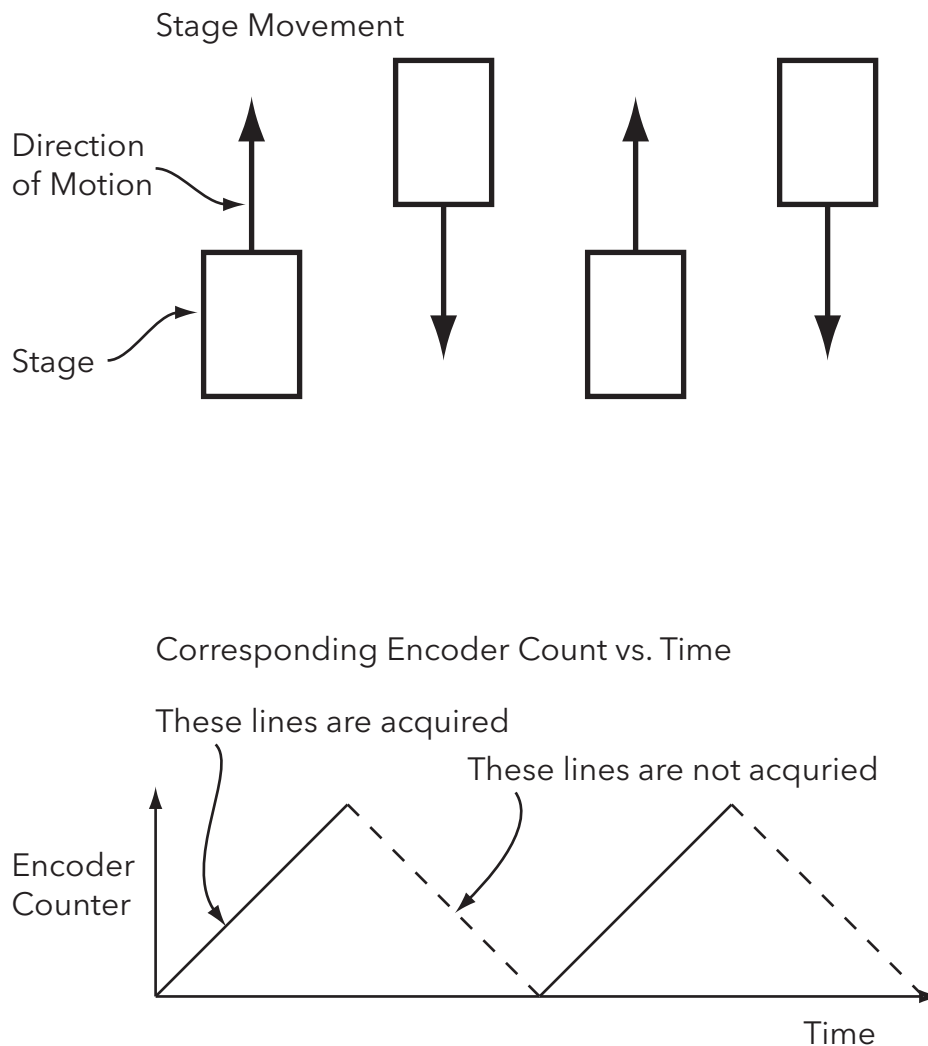 Stage Movement
Direction
of Motion
Stage
Corresponding Encoder Count vs. Time
These lines are acquired
These lines are not acquried
Encoder
Counter
Time